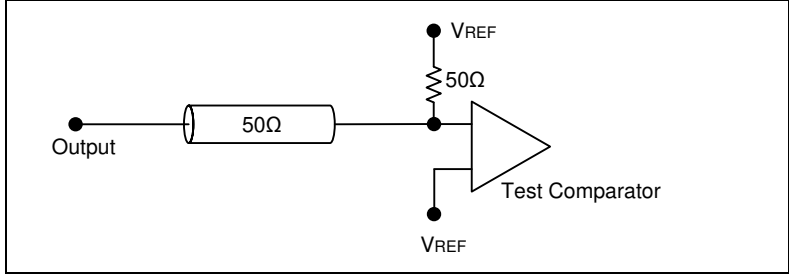 VREF
50Ω
50Ω
Output
Test Comparator
VREF